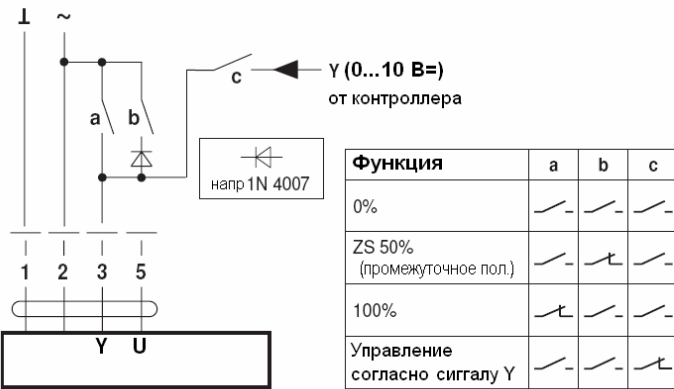 ⊥ ~
c
Y (0...10 В=)
от контроллера
a b
напр 1N 4007
1 2 3 5
Y U
Функция a b c
0%
ZS 50%
(промежуточное пол.)
100%
Управление
согласно сиггалу Y